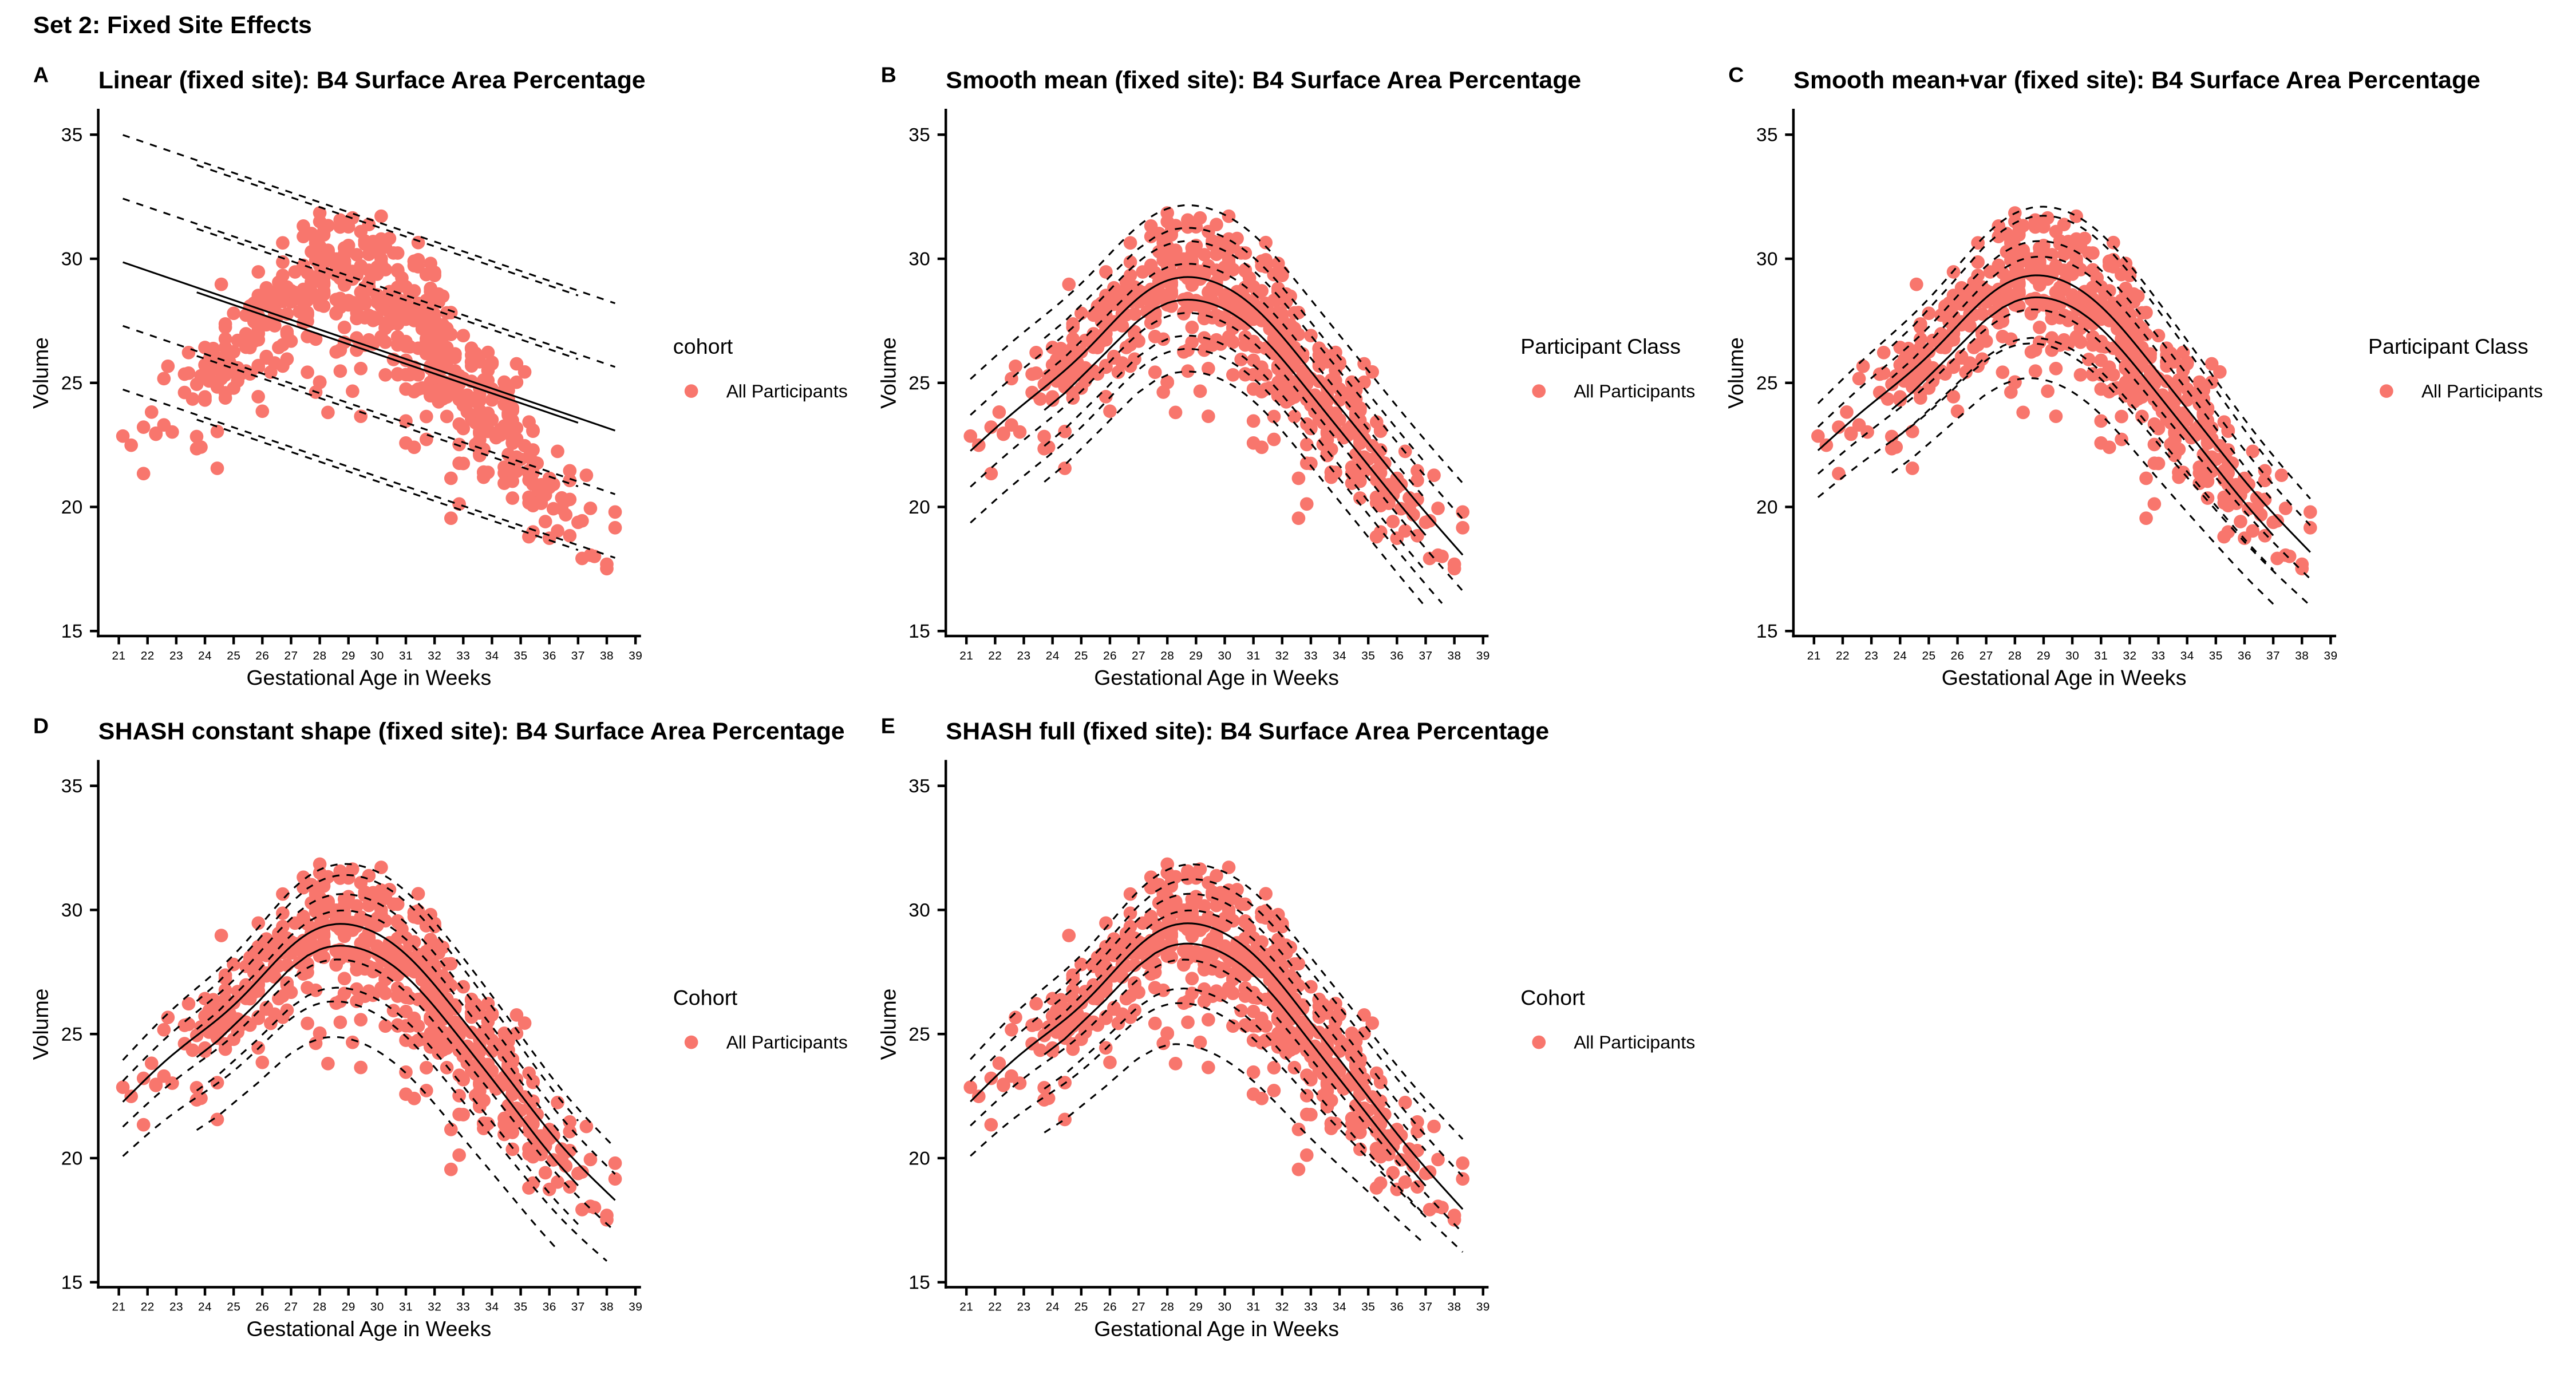 Set 2: Fixed Site Effects
A
Linear (fixed site): B4 Surface Area Percentage
35
30
25
20
15
Volume
21 22 23 24 25 26 27 28 29 30 31 32 33 34 35 36 37 38 39
Gestational Age in Weeks
cohort
All Participants
B
Smooth mean (fixed site): B4 Surface Area Percentage
35
30
25
20
15
Volume
21 22 23 24 25 26 27 28 29 30 31 32 33 34 35 36 37 38 39
Gestational Age in Weeks
Participant Class
All Participants
C
Smooth mean+var (fixed site): B4 Surface Area Percentage
35
30
25
20
15
Volume
21 22 23 24 25 26 27 28 29 30 31 32 33 34 35 36 37 38 39
Gestational Age in Weeks
Participant Class
All Participants
D
SHASH constant shape (fixed site): B4 Surface Area Percentage
35
30
25
20
15
Volume
21 22 23 24 25 26 27 28 29 30 31 32 33 34 35 36 37 38 39
Gestational Age in Weeks
Cohort
All Participants
E
SHASH full (fixed site): B4 Surface Area Percentage
35
30
25
20
15
Volume
21 22 23 24 25 26 27 28 29 30 31 32 33 34 35 36 37 38 39
Gestational Age in Weeks
Cohort
All Participants